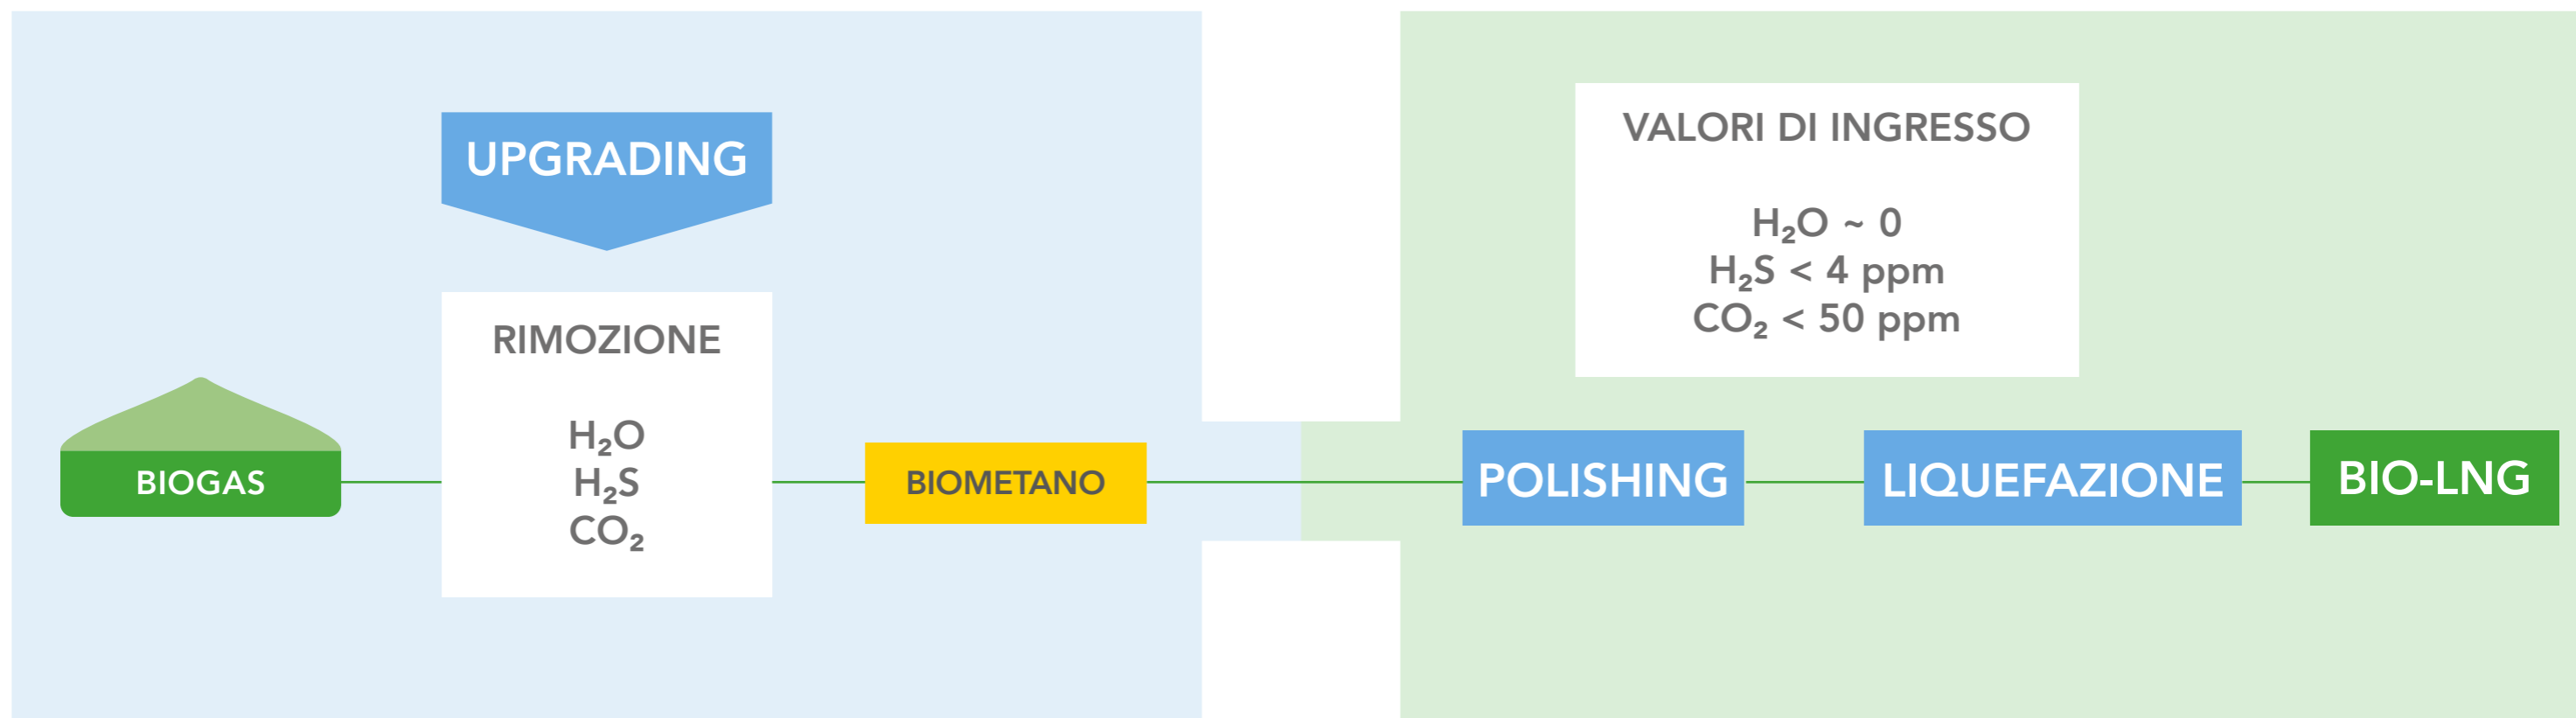 UPGRADING
RIMOZIONE
H₂O
H₂S
CO₂
BIOGAS
BIOMETANO
VALORI DI INGRESSO
H₂O ~ 0
H₂S < 4 ppm
CO₂ < 50 ppm
POLISHING
LIQUEFAZIONE
BIO-LNG